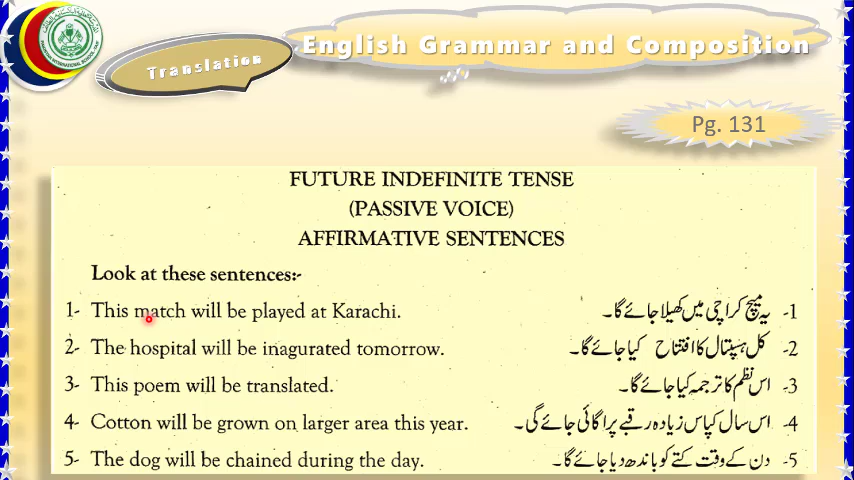 English Grammar and Composition
Translation
Pg. 131
FUTURE INDEFINITE TENSE
(PASSIVE VOICE)
AFFIRMATIVE SENTENCES
Look at these sentences:-
1- This match will be played at Karachi. یہ میچ کراچی میں کھیلا جائے گا۔ -1
2- The hospital will be inagurated tomorrow. کل ہسپتال کا افتتاح کیا جائے گا۔ -2
3- This poem will be translated. اس نظم کا ترجمہ کیا جائے گا۔ -3
4- Cotton will be grown on larger area this year. اس سال کپاس زیادہ رقبے پر اگائی جائے گی۔ -4
5- The dog will be chained during the day. دن کے وقت کتے کو باندھ دیا جائے گا۔ -5